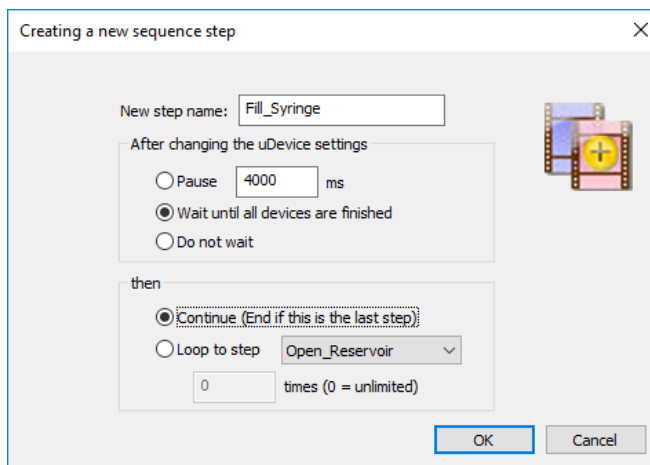 Creating a new sequence step
New step name: Fill_Syringe
After changing the uDevice settings
Pause 4000 ms
Wait until all devices are finished
Do not wait
then
Continue (End if this is the last step)
Loop to step Open_Reservoir
0 times (0 = unlimited)
OK Cancel